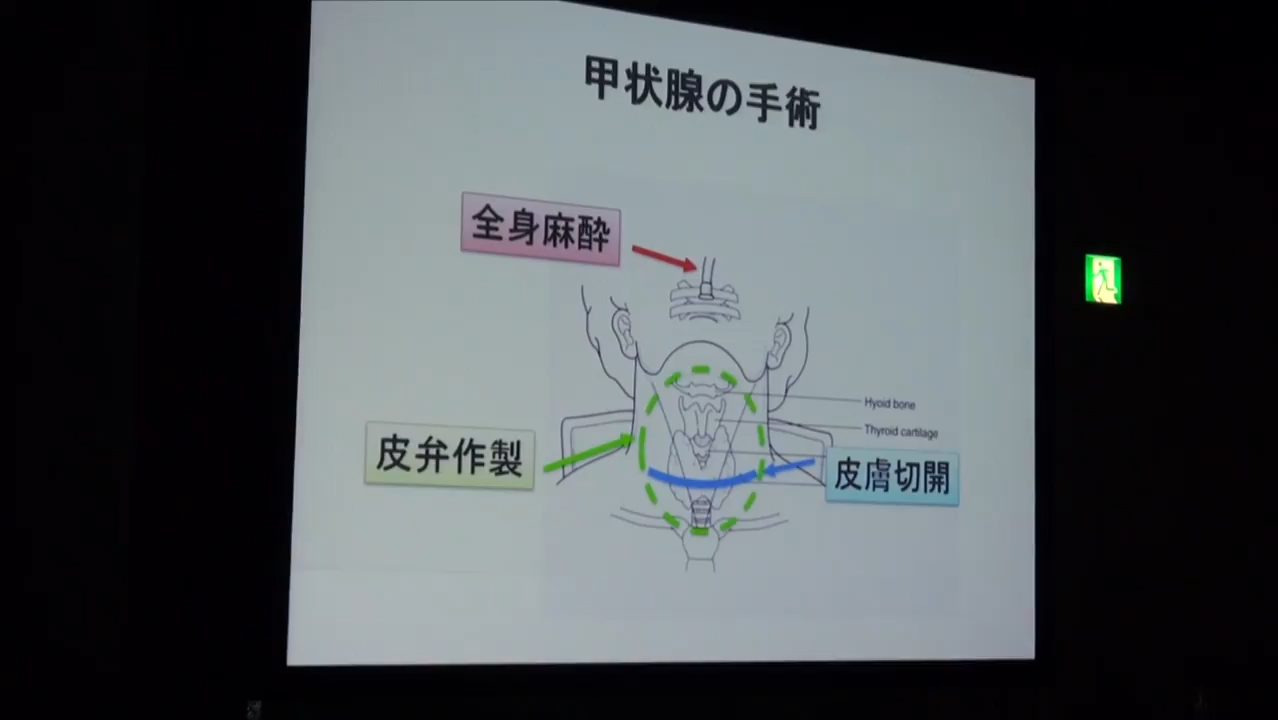 甲状腺の手術
全身麻酔
Hyoid bone
Thyroid cartilage
皮弁作製
皮膚切開